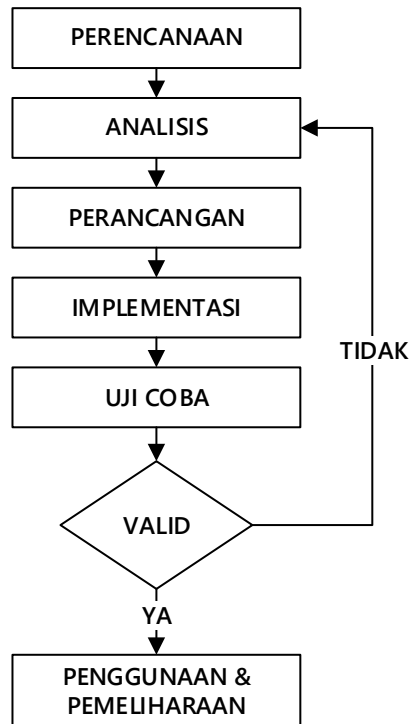 PERENCANAAN
ANALISIS
PERANCANGAN
IMPLEMENTASI
UJI COBA
TIDAK
VALID
YA
PENGGUNAAN &
PEMELIHARAAN